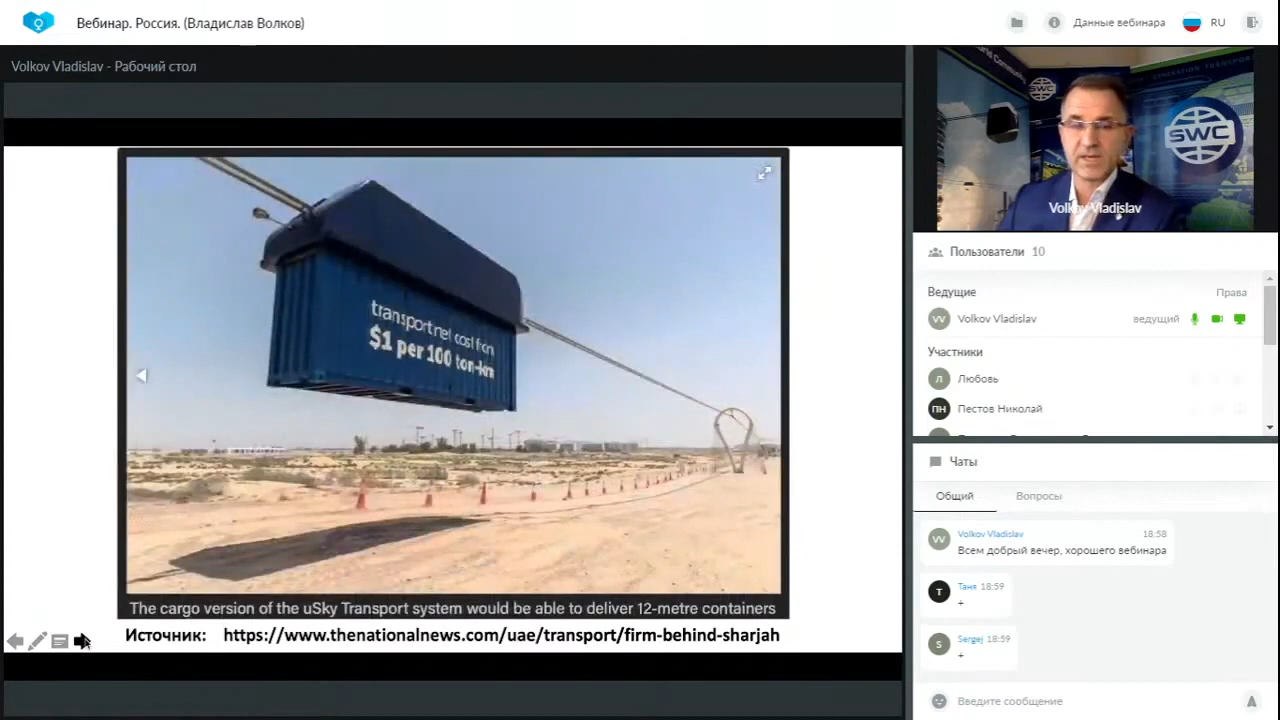 Вебинар. Россия. (Владислав Волков)
Данные вебинара
RU
Volkov Vladislav - Рабочий стол
transport net cost from
$1 per 100 ton-km
The cargo version of the uSky Transport system would be able to deliver 12-metre containers
Источник: https://www.thenationalnews.com/uae/transport/firm-behind-sharjah
SWC
SWC
Volkov Vladislav
Пользователи 10
Ведущие
Права
VV
Volkov Vladislav
ведущий
Участники
Л
Любовь
ПН
Пестов Николай
Чаты
Общий
Вопросы
VV
Volkov Vladislav
18:58
Всем добрый вечер, хорошего вебинара
Т
Таня 18:59
+
S
Sergej 18:59
+
Введите сообщение